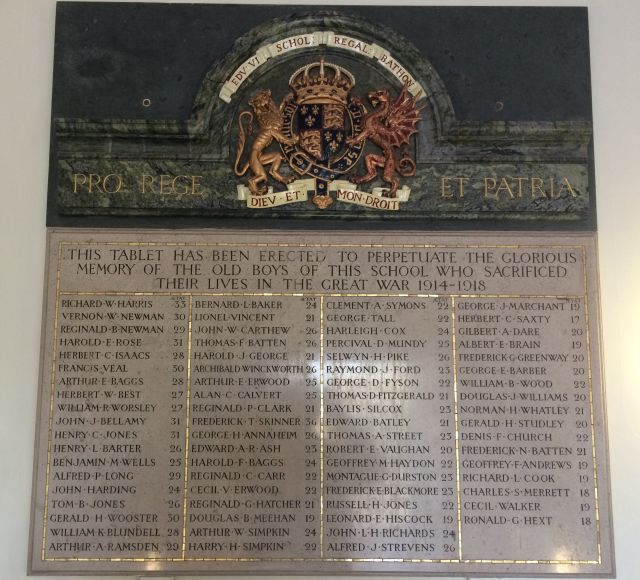 EDV·VI SCHOL: REGAL: BATHON:
DIEV·ET·MON·DROIT
PRO REGE ET PATRIA
THIS TABLET HAS BEEN ERECTED TO PERPETUATE THE GLORIOUS
MEMORY OF THE OLD BOYS OF THIS SCHOOL WHO SACRIFICED
THEIR LIVES IN THE GREAT WAR 1914-1918
RICHARD·W·HARRIS 33
VERNON·W·NEWMAN 30
REGINALD·B·NEWMAN 29
HAROLD·E·ROSE 31
HERBERT·C·ISAACS 28
FRANCIS·VEAL 30
ARTHUR·E·BAGGS 28
HERBERT·W·BEST 27
WILLIAM·R·WORSLEY 27
JOHN·J·BELLAMY 31
HENRY·C·JONES 31
HENRY·L·BARTER 26
BENJAMIN·M·WELLS 25
ALFRED·P·LONG 29
JOHN·HARDING 24
TOM·B·JONES 26
GERALD·H·WOOSTER 30
WILLIAM·K·BLUNDELL 28
ARTHUR·A·RAMSDEN 29
BERNARD·L·BAKER 24
LIONEL·VINCENT 21
JOHN·W·CARTHEW 26
THOMAS·F·BATTEN 26
HAROLD·J·GEORGE
ARCHIBALD·WINCKWORTH 26
ARTHUR·E·ERWOOD 25
ALAN·C·CALVERT 25
REGINALD·P·CLARK 21
FREDERICK·T·SKINNER 36
GEORGE·H·ANNAHEIM 26
EDWARD·A·R·ASH 23
HAROLD·F·BAGGS 24
REGINALD·C·CARR 22
CECIL·V·ERWOOD 22
REGINALD·G·HATCHER 21
DOUGLAS·B·MEEHAN 19
ARTHUR·W·SIMPKIN 24
HARRY·H·SIMPKIN 22
CLEMENT·A·SYMONS 22
GEORGE·TALL 22
HARLEIGH·COX 24
PERCIVAL·D·MUNDY 25
SELWYN·H·PIKE 26
RAYMOND·J·FORD 23
GEORGE·D·FYSON 22
THOMAS·D·FITZGERALD 21
BAYLIS·SILCOX 23
EDWARD·BATLEY 21
THOMAS·A·STREET 23
ROBERT·E·VAUGHAN 20
GEOFFREY·M·HAYDON 22
MONTAGUE·G·DURSTON 23
FREDERICK·E·BLACKMORE 23
RUSSELL·H·JONES 22
LEONARD·E·HISCOCK 19
JOHN·L·H·RICHARDS 24
ALFRED·J·STREVENS 26
GEORGE·J·MARCHANT 19
HERBERT·C·SAXTY 17
GILBERT·A·DARE 20
ALBERT·E·BRAIN 19
FREDERICK·G·GREENWAY 20
GEORGE·E·BARBER 20
WILLIAM·B·WOOD 22
DOUGLAS·J·WILLIAMS 20
NORMAN·H·WHATLEY 21
GERALD·H·STUDLEY 20
DENIS·F·CHURCH 22
FREDERICK·N·BATTEN 21
GEOFFREY·F·ANDREWS 19
RICHARD·L·COOK 19
CHARLES·S·MERRETT 18
CECIL·WALKER 19
RONALD·G·HEXT 18